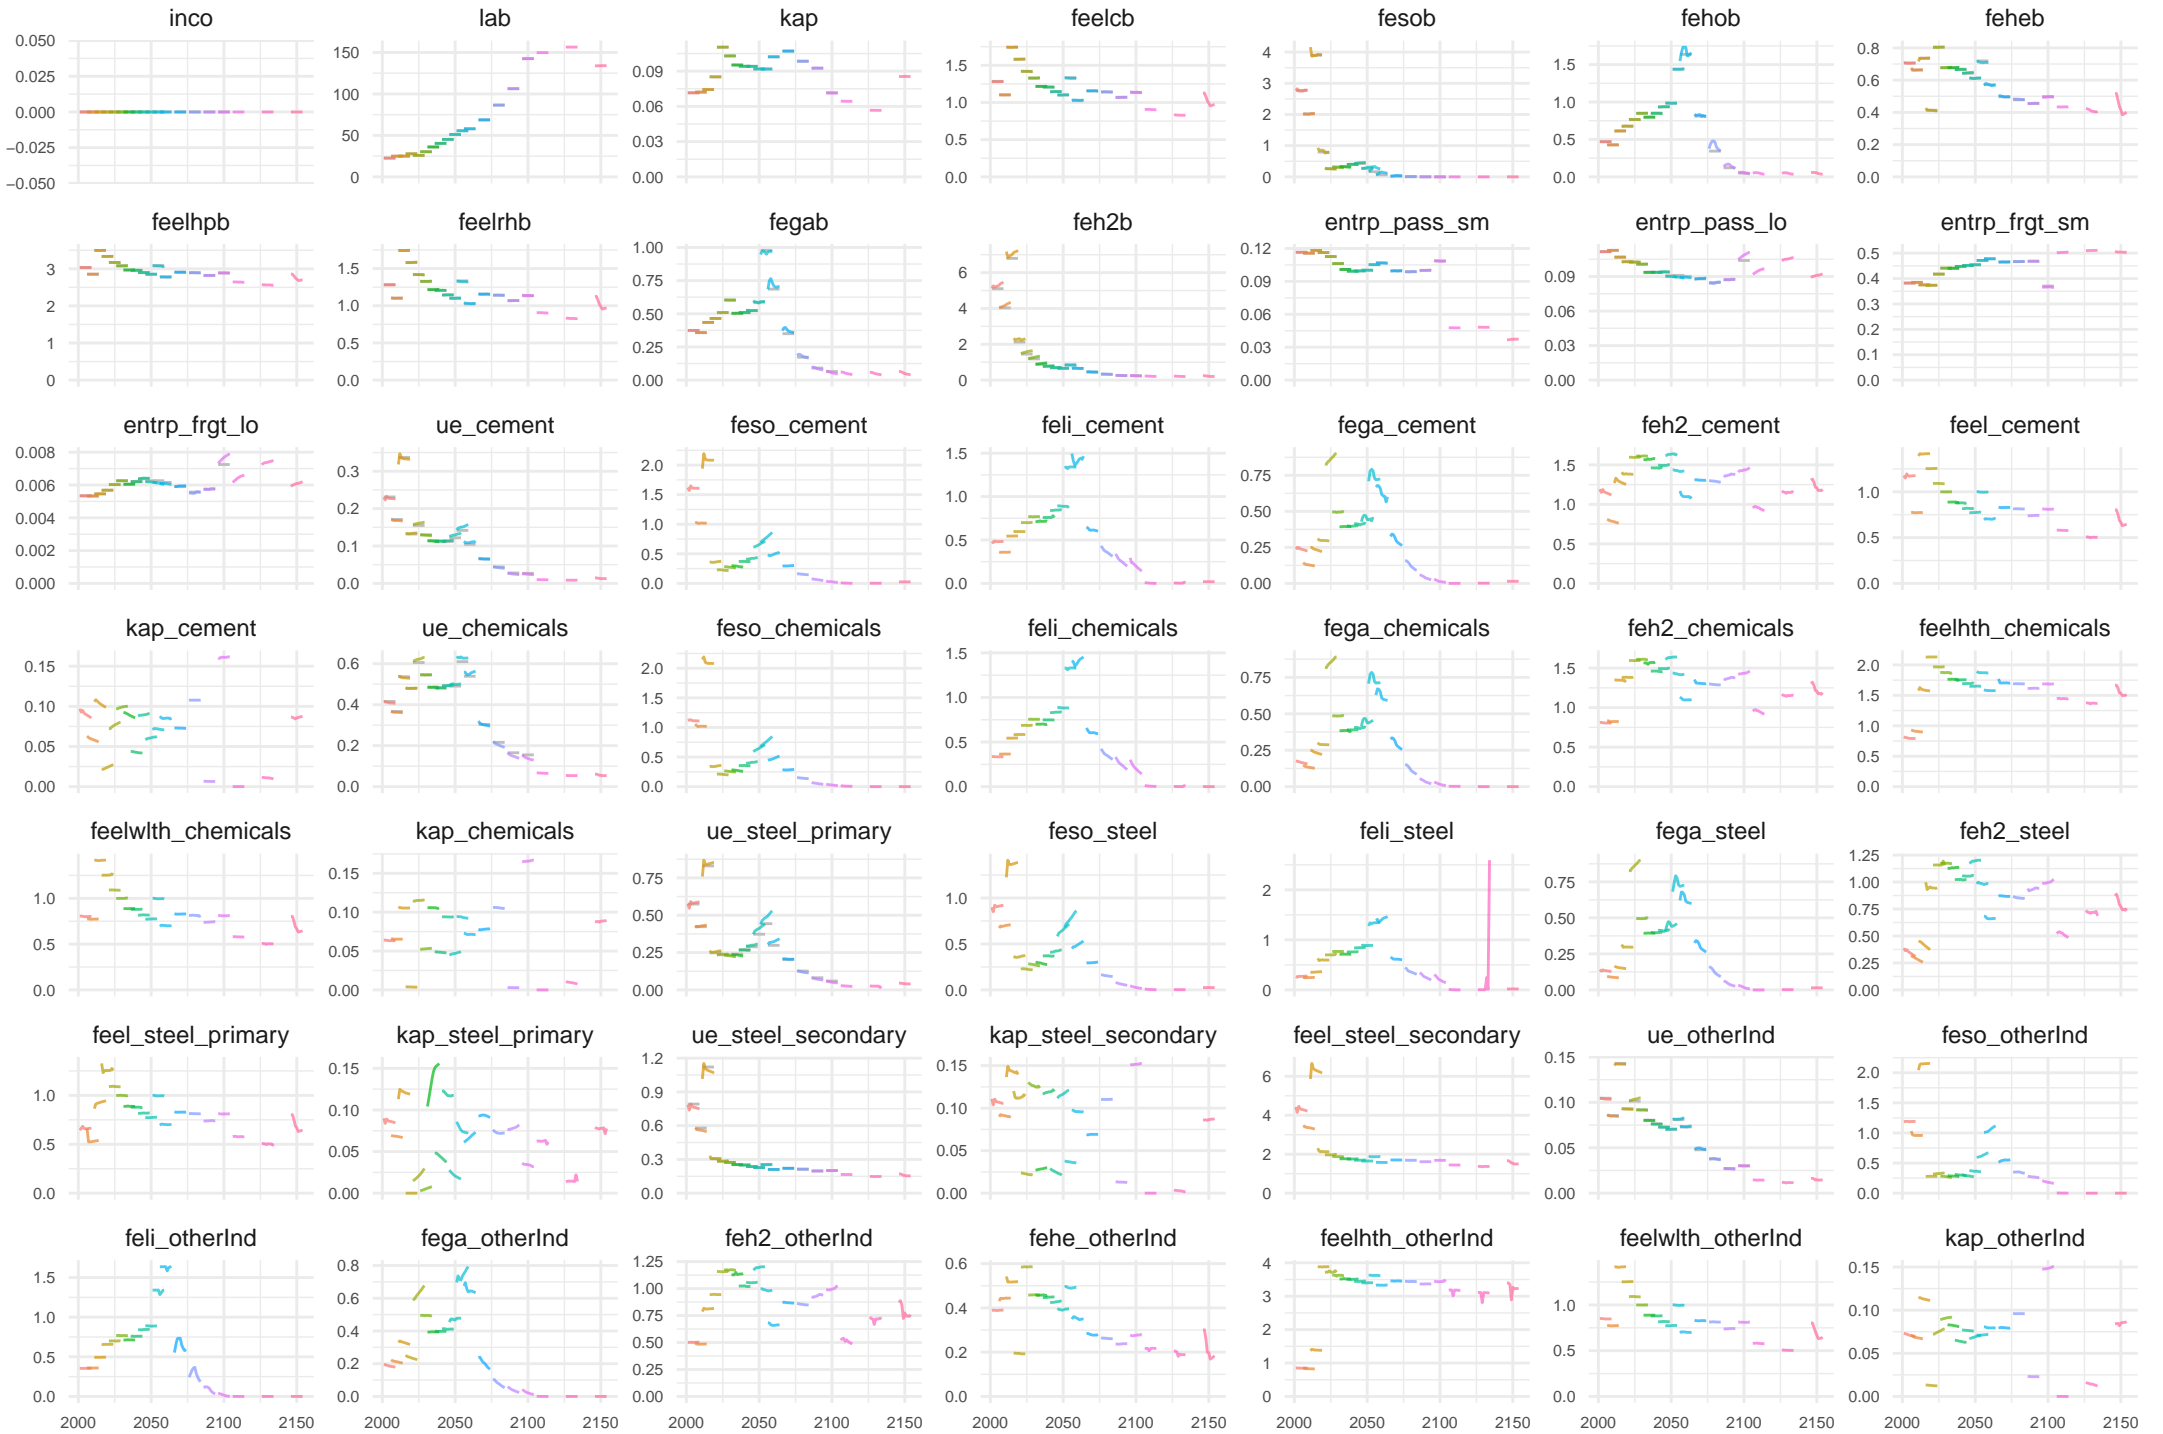 inco lab kap feelcb fesob fehob feheb
0.050 0.025 0.000 −0.025 −0.050
150 100 50 0
0.09 0.06 0.03 0.00
1.5 1.0 0.5 0.0
4 3 2 1 0
1.5 1.0 0.5 0.0
0.8 0.6 0.4 0.2 0.0
feelhpb feelrhb fegab feh2b entrp_pass_sm entrp_pass_lo entrp_frgt_sm
3 2 1 0
1.5 1.0 0.5 0.0
1.00 0.75 0.50 0.25 0.00
6 4 2 0
0.12 0.09 0.06 0.03 0.00
0.09 0.06 0.03 0.00
0.5 0.4 0.3 0.2 0.1 0.0
entrp_frgt_lo ue_cement feso_cement feli_cement fega_cement feh2_cement feel_cement
0.008 0.006 0.004 0.002 0.000
0.3 0.2 0.1 0.0
2.0 1.5 1.0 0.5 0.0
1.5 1.0 0.5 0.0
0.75 0.50 0.25 0.00
1.5 1.0 0.5 0.0
1.0 0.5 0.0
kap_cement ue_chemicals feso_chemicals feli_chemicals fega_chemicals feh2_chemicals feelhth_chemicals
0.15 0.10 0.05 0.00
0.6 0.4 0.2 0.0
2.0 1.5 1.0 0.5 0.0
1.5 1.0 0.5 0.0
0.75 0.50 0.25 0.00
1.5 1.0 0.5 0.0
2.0 1.5 1.0 0.5 0.0
feelwlth_chemicals kap_chemicals ue_steel_primary feso_steel feli_steel fega_steel feh2_steel
1.0 0.5 0.0
0.15 0.10 0.05 0.00
0.75 0.50 0.25 0.00
1.0 0.5 0.0
2 1 0
0.75 0.50 0.25 0.00
1.25 1.00 0.75 0.50 0.25 0.00
feel_steel_primary kap_steel_primary ue_steel_secondary kap_steel_secondary feel_steel_secondary ue_otherInd feso_otherInd
1.0 0.5 0.0
0.15 0.10 0.05 0.00
1.2 0.9 0.6 0.3 0.0
0.15 0.10 0.05 0.00
6 4 2 0
0.15 0.10 0.05 0.00
2.0 1.5 1.0 0.5 0.0
feli_otherInd fega_otherInd feh2_otherInd fehe_otherInd feelhth_otherInd feelwlth_otherInd kap_otherInd
1.5 1.0 0.5 0.0
0.8 0.6 0.4 0.2 0.0
1.25 1.00 0.75 0.50 0.25 0.00
0.6 0.4 0.2 0.0
4 3 2 1 0
1.0 0.5 0.0
0.15 0.10 0.05 0.00
2000 2050 2100 2150 2000 2050 2100 2150 2000 2050 2100 2150 2000 2050 2100 2150 2000 2050 2100 2150 2000 2050 2100 2150 2000 2050 2100 2150